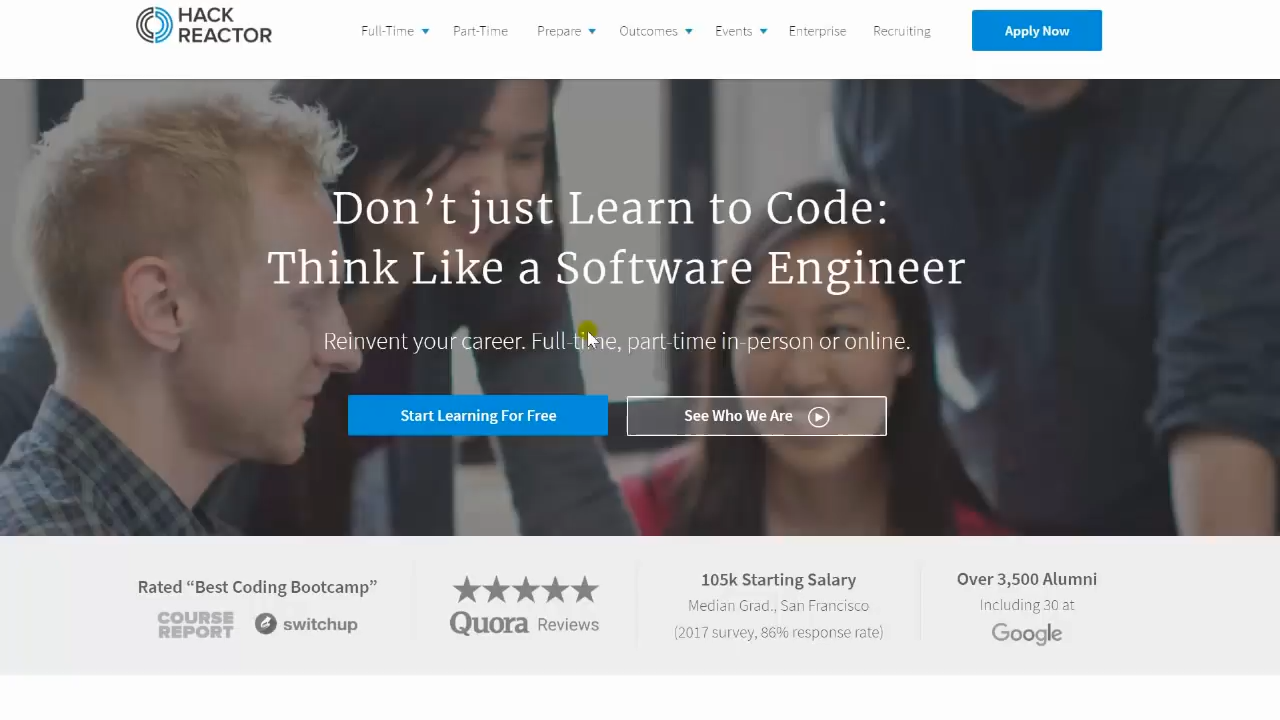 HACK
REACTOR
Full-Time
Part-Time
Prepare
Outcomes
Events
Enterprise
Recruiting
Apply Now
Don’t just Learn to Code:
Think Like a Software Engineer
Reinvent your career. Full-time, part-time in-person or online.
Start Learning For Free
See Who We Are
Rated “Best Coding Bootcamp”
COURSE
REPORT
switchup
Quora Reviews
105k Starting Salary
Median Grad., San Francisco
(2017 survey, 86% response rate)
Over 3,500 Alumni
Including 30 at
Google